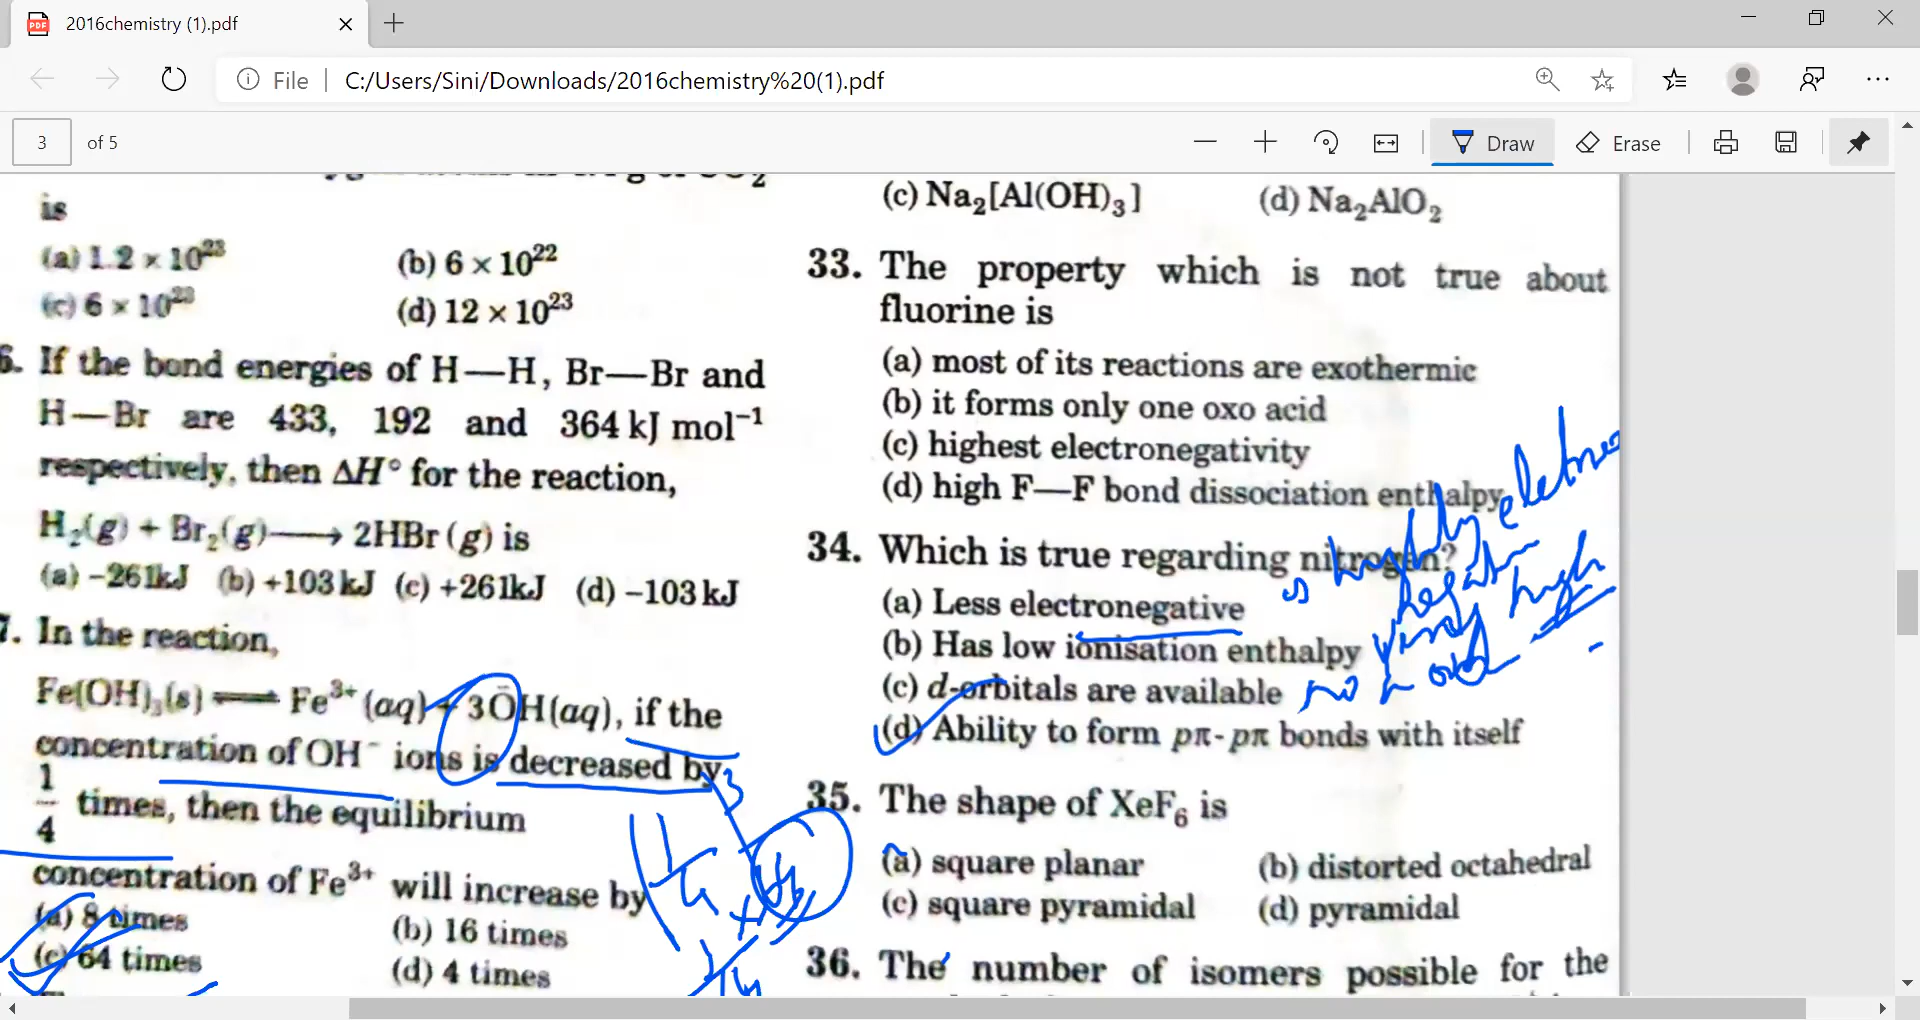 2016chemistry (1).pdf
File | C:/Users/Sini/Downloads/2016chemistry%20(1).pdf
3 of 5
Draw
Erase
is
(a) 1.2 × 10²³ (b) 6 × 10²²
(c) 6 × 10²³ (d) 12 × 10²³
6. If the bond energies of H—H, Br—Br and
H—Br are 433, 192 and 364 kJ mol⁻¹
respectively, then ΔH° for the reaction,
H₂(g) + Br₂(g) ⟶ 2HBr (g) is
(a) –261kJ (b) +103 kJ (c) +261kJ (d) –103 kJ
7. In the reaction,
Fe(OH)₃(s) ⇌ Fe³⁺ (aq) + 3ŌH(aq), if the
concentration of OH⁻ ions is decreased by
1/4 times, then the equilibrium
concentration of Fe³⁺ will increase by
(a) 8 times (b) 16 times
(c) 64 times (d) 4 times
(c) Na₂[Al(OH)₃] (d) Na₂AlO₂
33. The property which is not true about
fluorine is
(a) most of its reactions are exothermic
(b) it forms only one oxo acid
(c) highest electronegativity
(d) high F—F bond dissociation enthalpy
34. Which is true regarding nitrogen?
(a) Less electronegative
(b) Has low ionisation enthalpy
(c) d-orbitals are available
(d) Ability to form pπ-pπ bonds with itself
highly
high
no
35. The shape of XeF₆ is
(a) square planar (b) distorted octahedral
(c) square pyramidal (d) pyramidal
36. The number of isomers possible for the